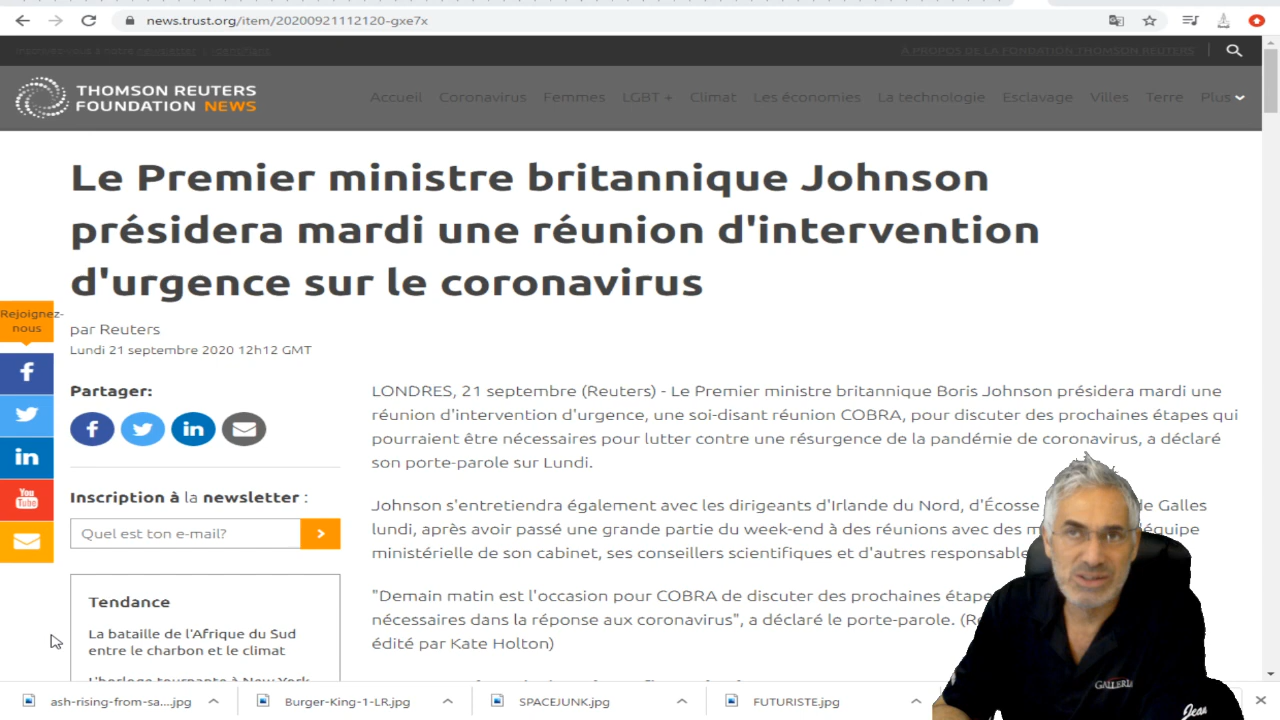 news.trust.org/item/20200921112120-gxe7x
À PROPOS DE LA FONDATION THOMSON REUTERS
THOMSON REUTERS
FOUNDATION NEWS
Accueil Coronavirus Femmes LGBT + Climat Les économies La technologie Esclavage Villes Terre Plus
Le Premier ministre britannique Johnson
présidera mardi une réunion d'intervention
d'urgence sur le coronavirus
Rejoignez-
nous
par Reuters
Lundi 21 septembre 2020 12h12 GMT
Partager:
LONDRES, 21 septembre (Reuters) - Le Premier ministre britannique Boris Johnson présidera mardi une
réunion d'intervention d'urgence, une soi-disant réunion COBRA, pour discuter des prochaines étapes qui
pourraient être nécessaires pour lutter contre une résurgence de la pandémie de coronavirus, a déclaré
son porte-parole sur Lundi.
You
Tube
Inscription à la newsletter :
Quel est ton e-mail?
Johnson s'entretiendra également avec les dirigeants d'Irlande du Nord, d'Écosse de Galles
lundi, après avoir passé une grande partie du week-end à des réunions avec des m équipe
ministérielle de son cabinet, ses conseillers scientifiques et d'autres responsable
"Demain matin est l'occasion pour COBRA de discuter des prochaines étape
nécessaires dans la réponse aux coronavirus", a déclaré le porte-parole. (Re
édité par Kate Holton)
Tendance
La bataille de l'Afrique du Sud
entre le charbon et le climat
L'horloge tournante à New York
GALLERIA
Jean
ash-rising-from-sa....jpg Burger-King-1-LR.jpg SPACEJUNK.jpg FUTURISTE.jpg